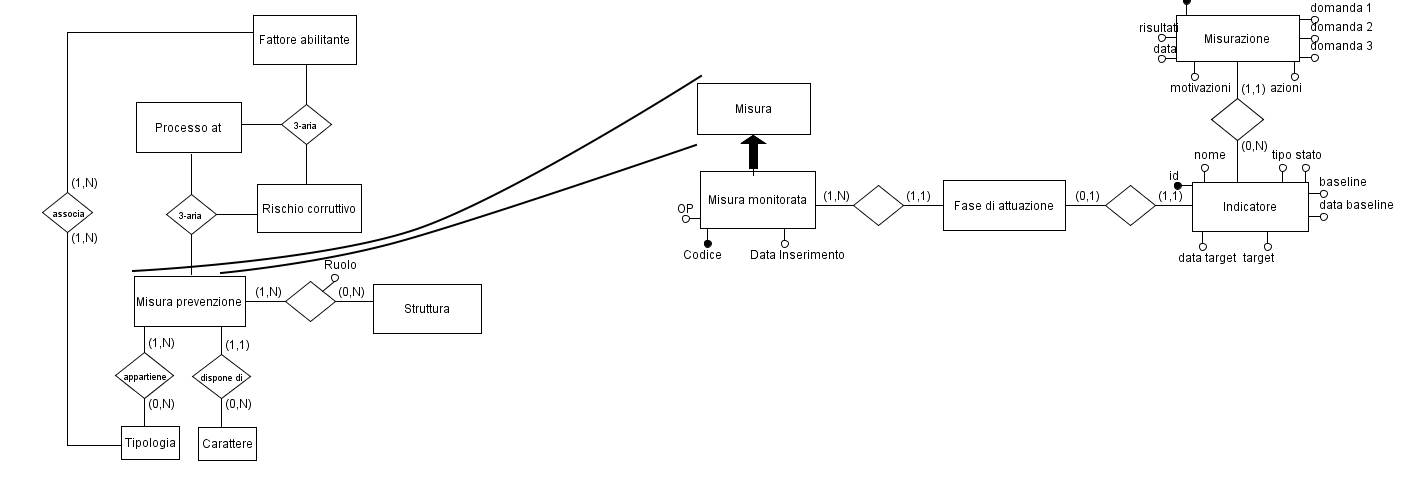 Fattore abilitante
Processo at
3-aria
(1,N)
associa
(1,N)
3-aria
Rischio corruttivo
Ruolo
Misura prevenzione
(1,N)
(0,N)
Struttura
(1,N)
(1,1)
appartiene
dispone di
(0,N)
(0,N)
Tipologia
Carattere
Misura
Misura monitorata
OP
Codice
Data Inserimento
(1,N)
(1,1)
Fase di attuazione
(0,1)
(1,1)
domanda 1
risultati
domanda 2
Misurazione
data
domanda 3
motivazioni
(1,1)
azioni
(0,N)
nome
tipo stato
id
baseline
Indicatore
data baseline
data target
target